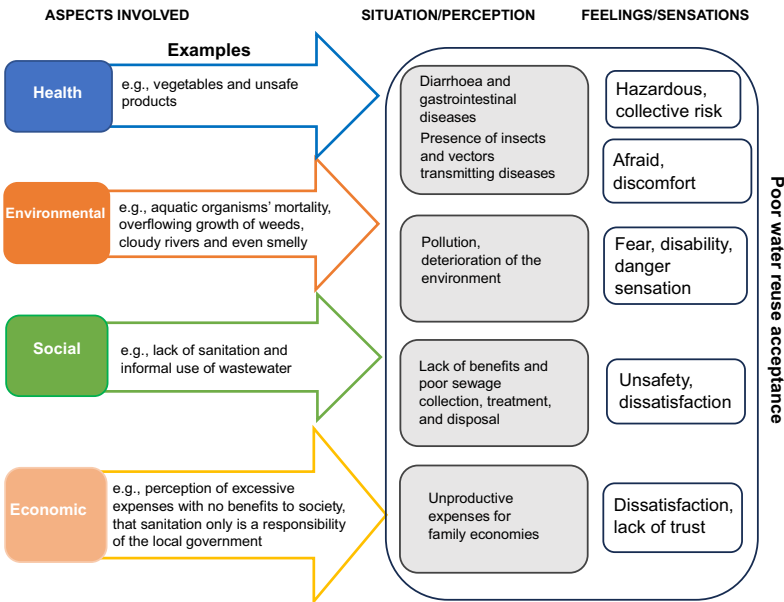 ASPECTS INVOLVED
SITUATION/PERCEPTION
FEELINGS/SENSATIONS
Examples
Health
e.g., vegetables and unsafe
products
Diarrhoea and
gastrointestinal
diseases
Presence of insects
and vectors
transmitting diseases
Hazardous,
collective risk
Afraid,
discomfort
Environmental
e.g., aquatic organisms' mortality,
overflowing growth of weeds,
cloudy rivers and even smelly
Pollution,
deterioration of the
environment
Fear, disability,
danger
sensation
Social
e.g., lack of sanitation and
informal use of wastewater
Lack of benefits and
poor sewage
collection, treatment,
and disposal
Unsafety,
dissatisfaction
Economic
e.g., perception of excessive
expenses with no benefits to society,
that sanitation only is a responsibility
of the local government
Unproductive
expenses for
family economies
Dissatisfaction,
lack of trust
Poor water reuse acceptance